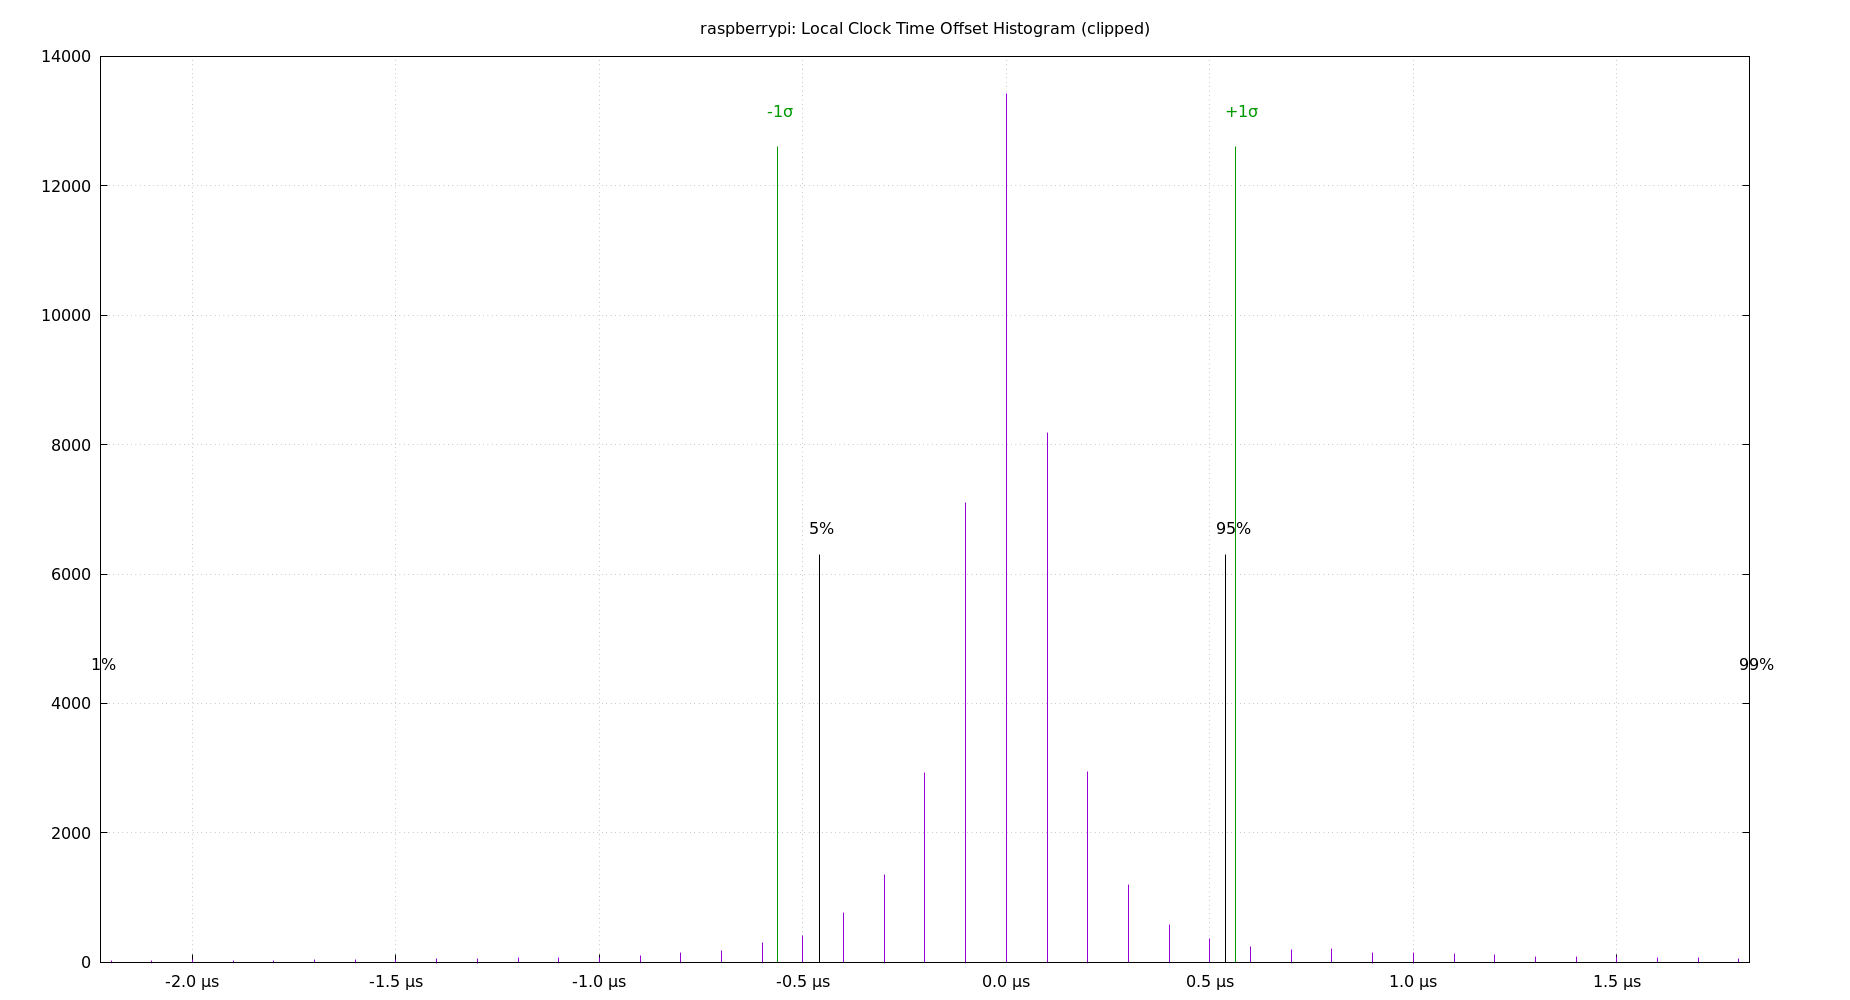 raspberrypi: Local Clock Time Offset Histogram (clipped)
14000
-1σ
+1σ
12000
10000
8000
5%
95%
6000
1%
99%
4000
2000
0
-2.0 µs
-1.5 µs
-1.0 µs
-0.5 µs
0.0 µs
0.5 µs
1.0 µs
1.5 µs